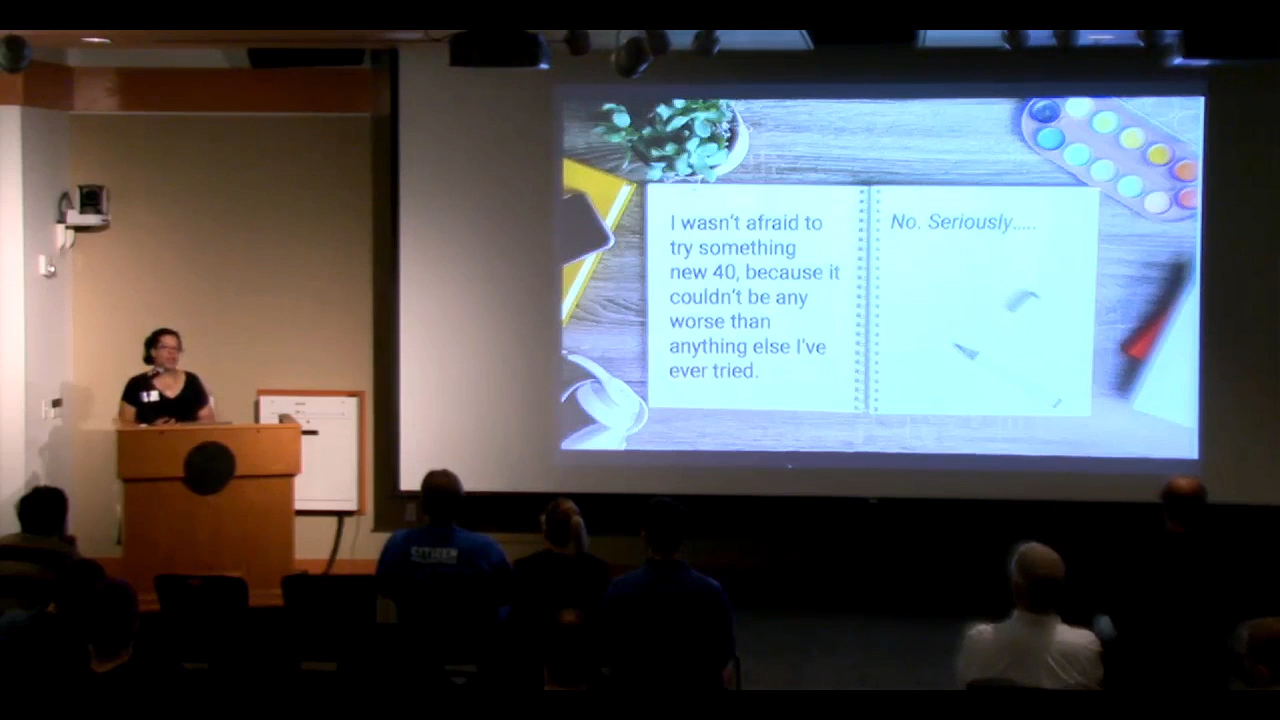 I wasn't afraid to
try something
new 40, because it
couldn't be any
worse than
anything else I've
ever tried.
No. Seriously.....